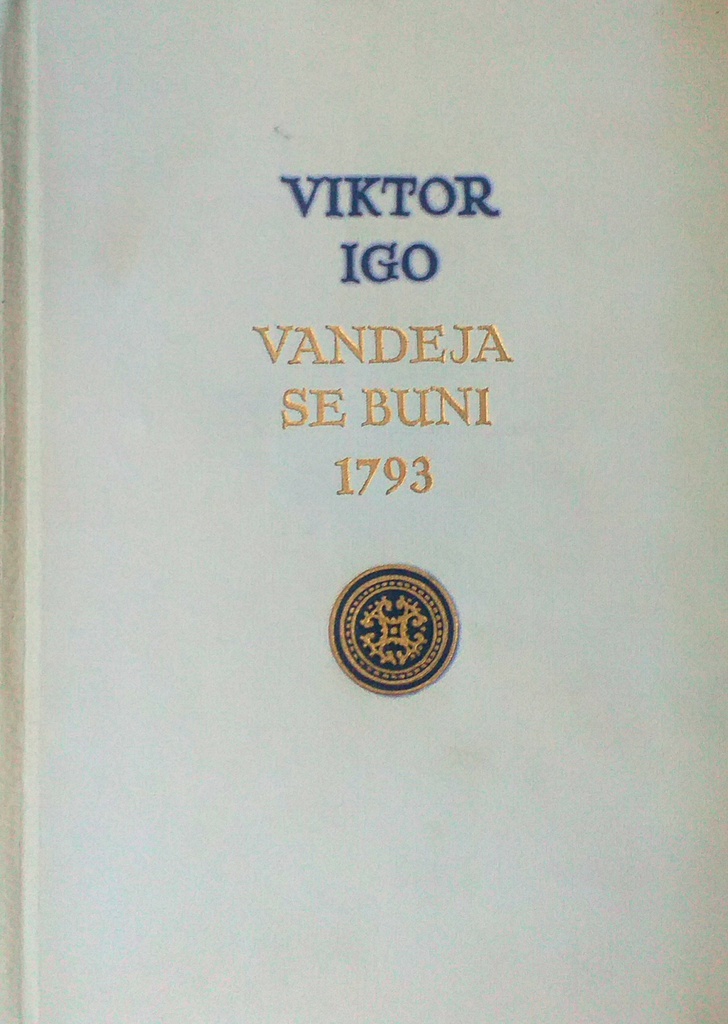 VIKTOR
IGO
VANDEJA
SE BUNI
1793